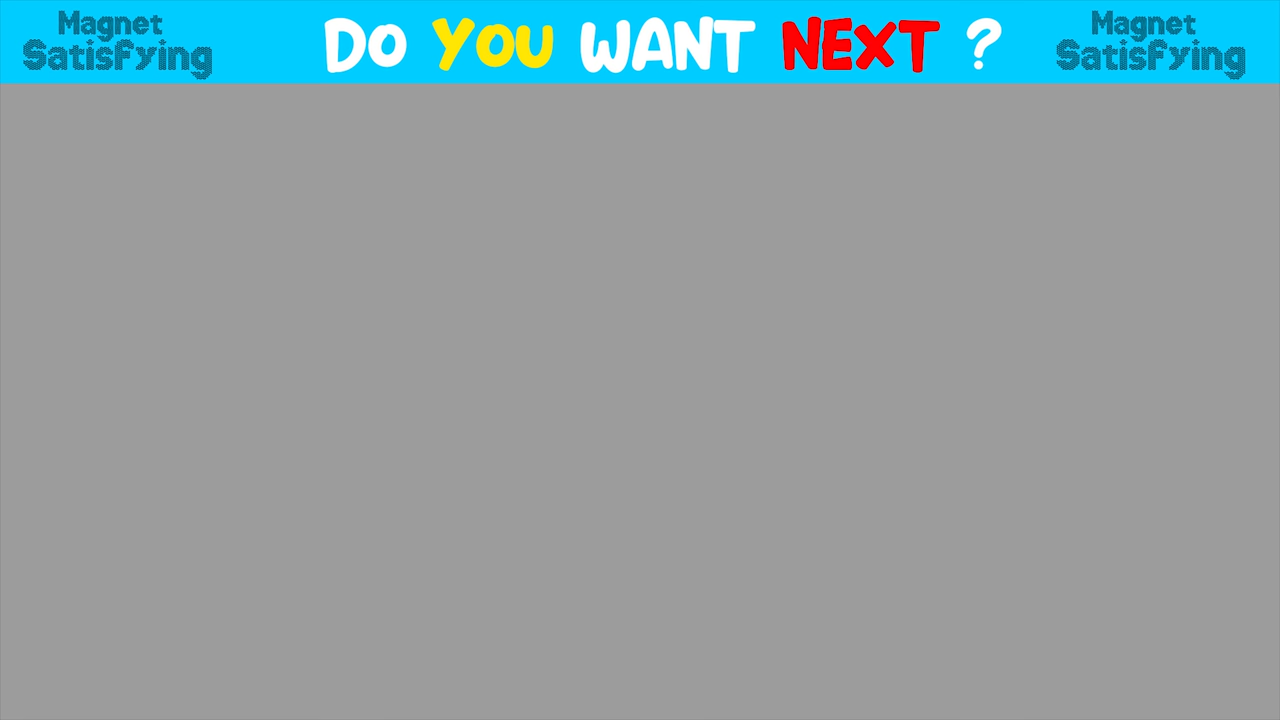 Magnet
Satisfying
DO YOU WANT NEXT ?
Magnet
Satisfying